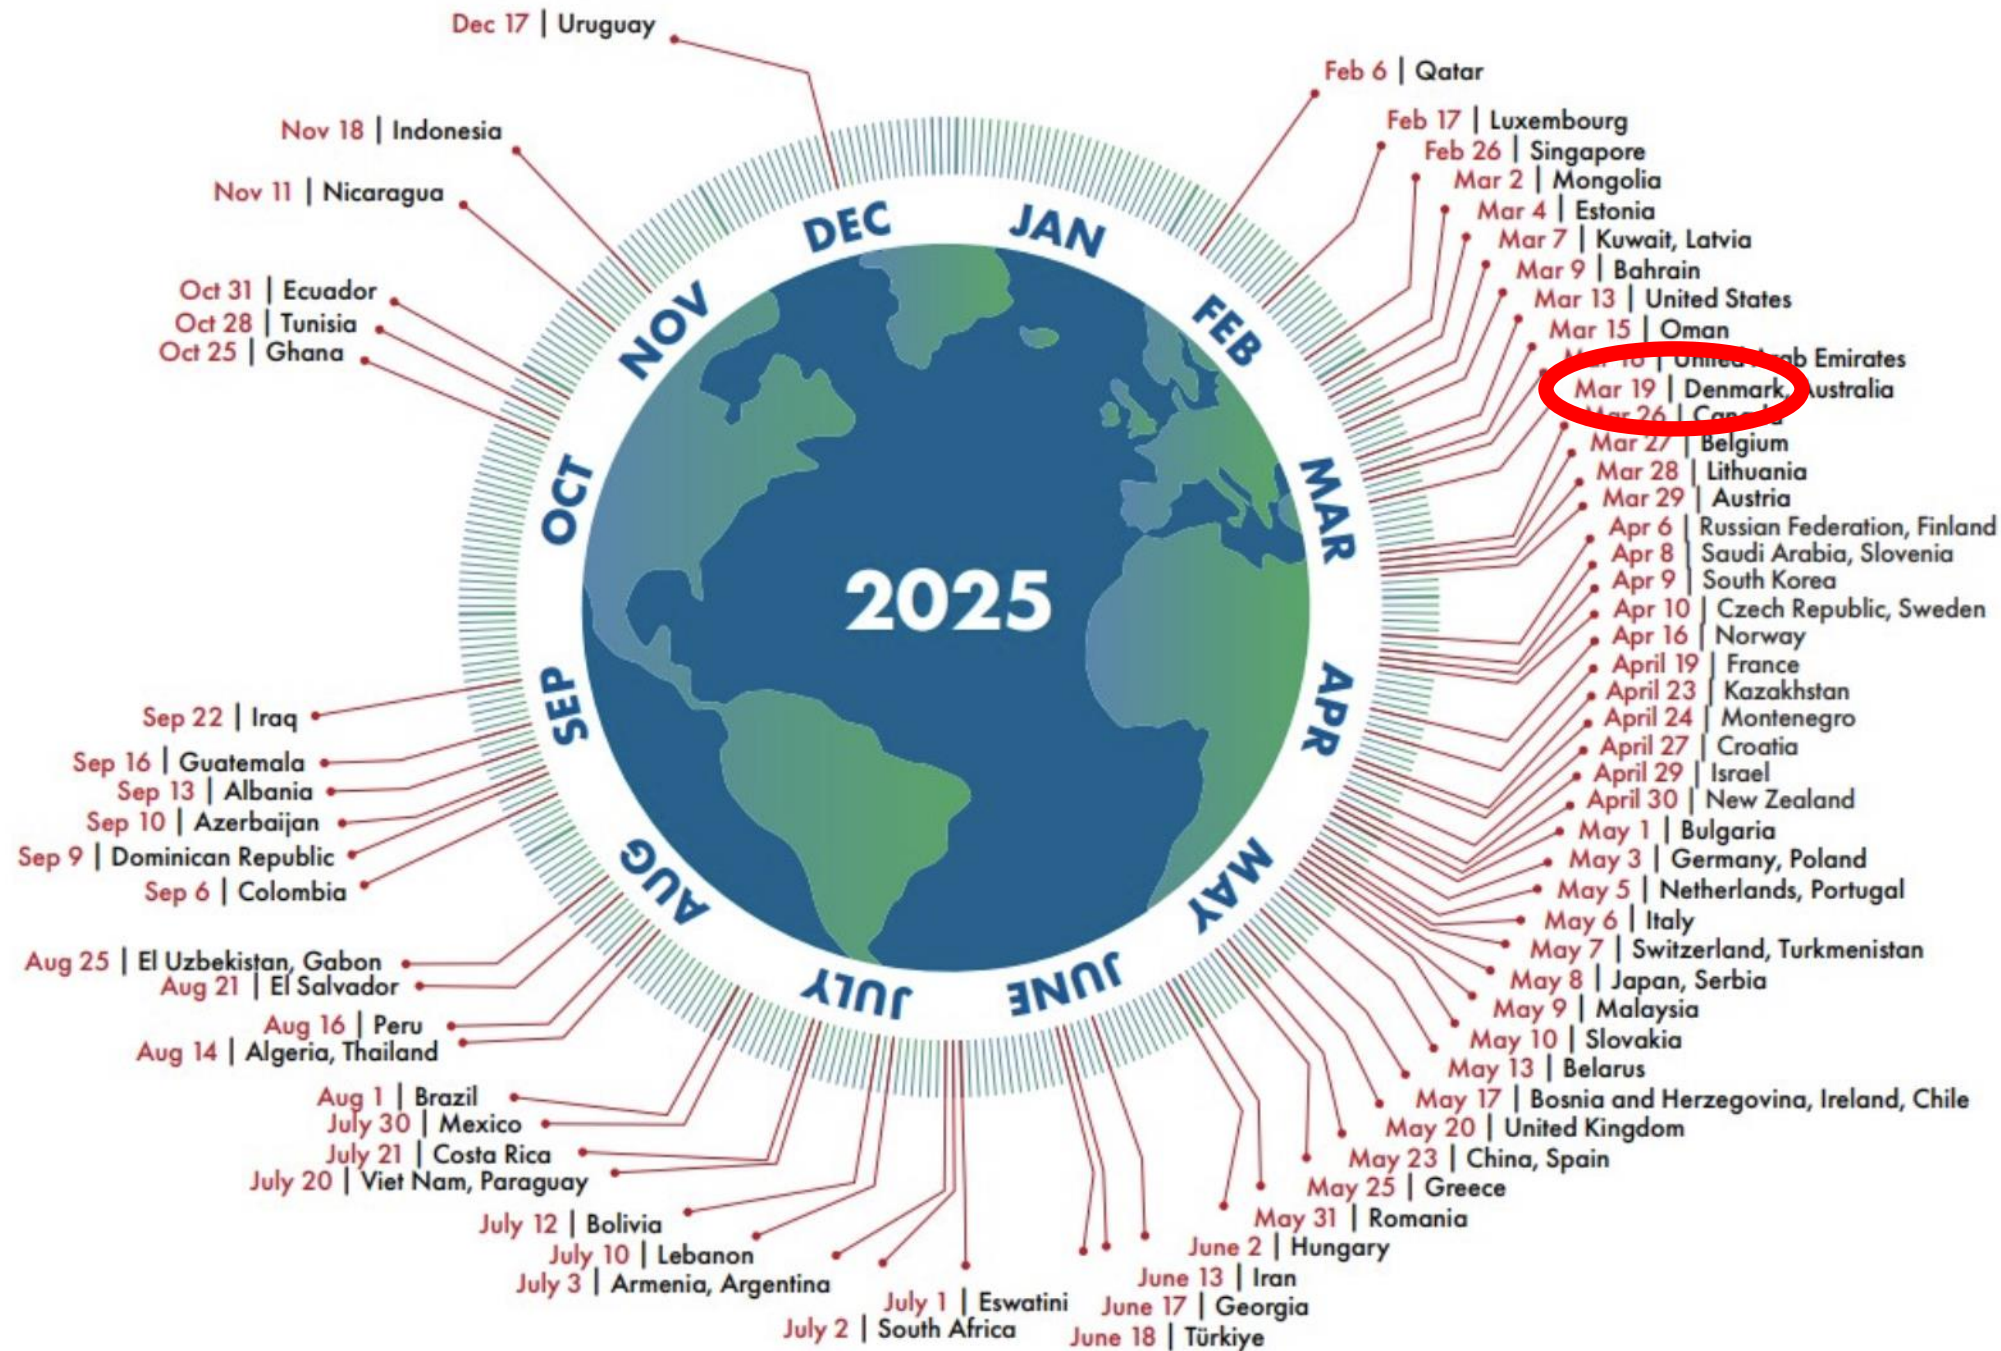 Dec 17 | Uruguay
Nov 18 | Indonesia
Nov 11 | Nicaragua
Oct 31 | Ecuador
Oct 28 | Tunisia
Oct 25 | Ghana
Sep 22 | Iraq
Sep 16 | Guatemala
Sep 13 | Albania
Sep 10 | Azerbaijan
Sep 9 | Dominican Republic
Sep 6 | Colombia
Aug 25 | El Uzbekistan, Gabon
Aug 21 | El Salvador
Aug 16 | Peru
Aug 14 | Algeria, Thailand
Aug 1 | Brazil
July 30 | Mexico
July 21 | Costa Rica
July 20 | Viet Nam, Paraguay
July 12 | Bolivia
July 10 | Lebanon
July 3 | Armenia, Argentina
July 2 | South Africa
July 1 | Eswatini
JAN
FEB
MAR
APR
MAY
JUNE
JULY
AUG
SEP
OCT
NOV
DEC
2025
Feb 6 | Qatar
Feb 17 | Luxembourg
Feb 26 | Singapore
Mar 2 | Mongolia
Mar 4 | Estonia
Mar 7 | Kuwait, Latvia
Mar 9 | Bahrain
Mar 13 | United States
Mar 15 | Oman
| United Arab Emirates
Mar 19 | Denmark, Australia
Mar 26 | Canada
Mar 27 | Belgium
Mar 28 | Lithuania
Mar 29 | Austria
Apr 6 | Russian Federation, Finland
Apr 8 | Saudi Arabia, Slovenia
Apr 9 | South Korea
Apr 10 | Czech Republic, Sweden
Apr 16 | Norway
April 19 | France
April 23 | Kazakhstan
April 24 | Montenegro
April 27 | Croatia
April 29 | Israel
April 30 | New Zealand
May 1 | Bulgaria
May 3 | Germany, Poland
May 5 | Netherlands, Portugal
May 6 | Italy
May 7 | Switzerland, Turkmenistan
May 8 | Japan, Serbia
May 9 | Malaysia
May 10 | Slovakia
May 13 | Belarus
May 17 | Bosnia and Herzegovina, Ireland, Chile
May 20 | United Kingdom
May 23 | China, Spain
May 25 | Greece
May 31 | Romania
June 2 | Hungary
June 13 | Iran
June 17 | Georgia
June 18 | Türkiye